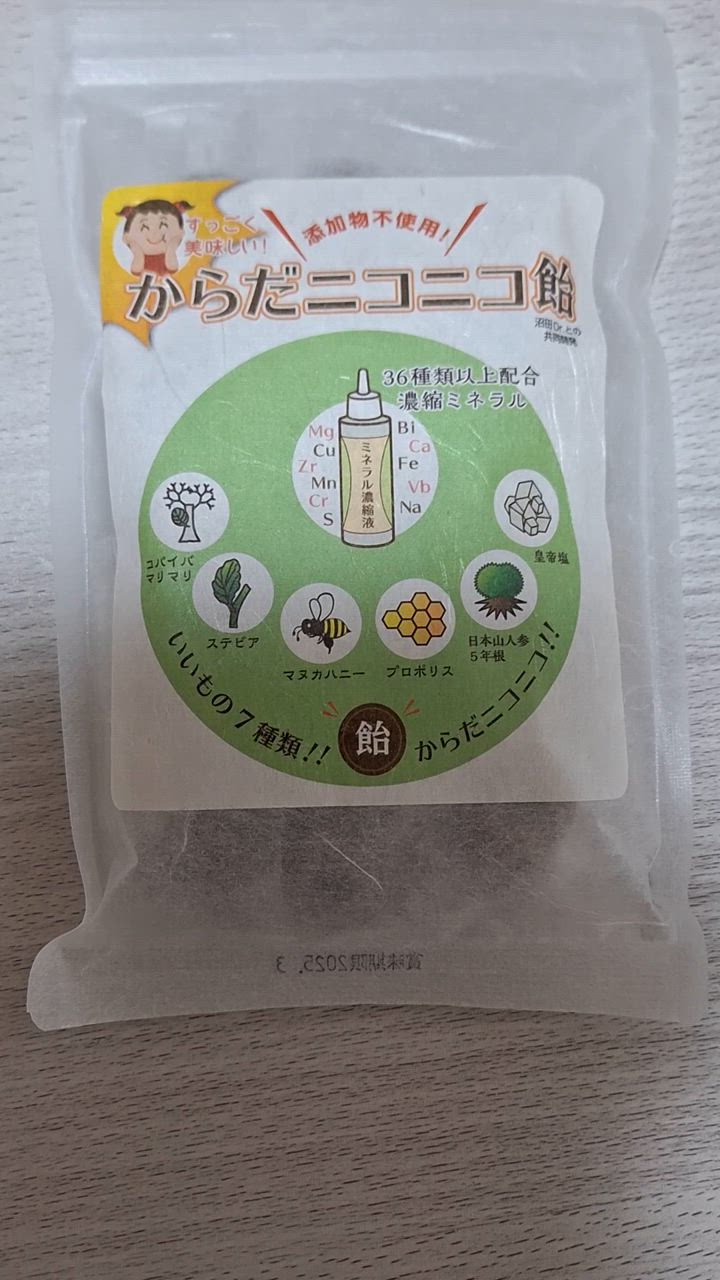 すっごく
美味しい!
添加物不使用!
からだニコニコ飴
沼田Dr.との
共同開発
36種類以上配合
濃縮ミネラル
Mg
Cu
Zr
Mn
Cr
S
ミネラル濃縮液
Bi
Ca
Fe
Vb
Na
コパイバ
マリマリ
ステビア
マヌカハニー
プロポリス
日本山人参
5年根
皇帝塩
いいもの7種類!!
飴
からだニコニコ!!
賞味期限2025. 3